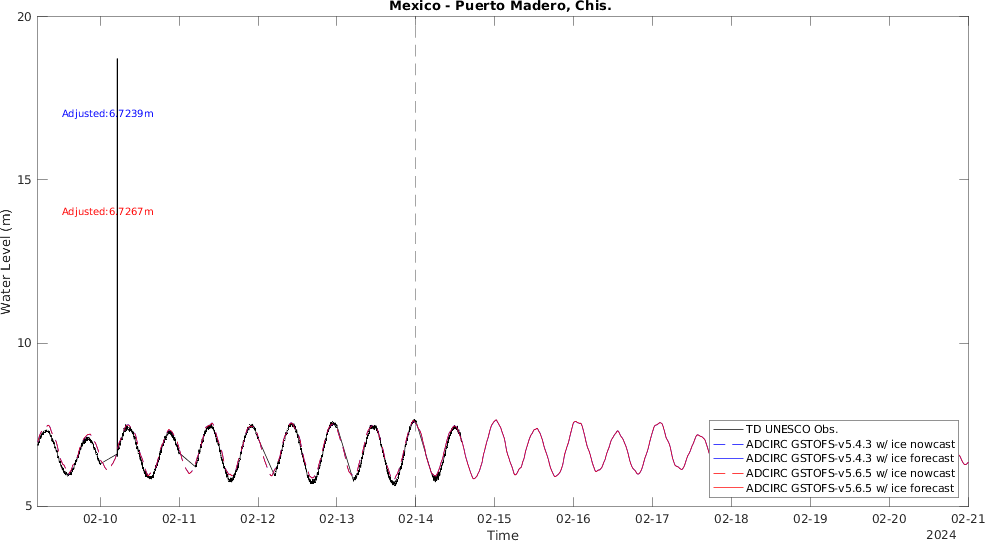 Mexico - Puerto Madero, Chis.
20
15
10
5
Water Level (m)
Adjusted:6.7239m
Adjusted:6.7267m
TD UNESCO Obs.
ADCIRC GSTOFS-v5.4.3 w/ ice nowcast
ADCIRC GSTOFS-v5.4.3 w/ ice forecast
ADCIRC GSTOFS-v5.6.5 w/ ice nowcast
ADCIRC GSTOFS-v5.6.5 w/ ice forecast
02-10 02-11 02-12 02-13 02-14 02-15 02-16 02-17 02-18 02-19 02-20 02-21
Time
2024